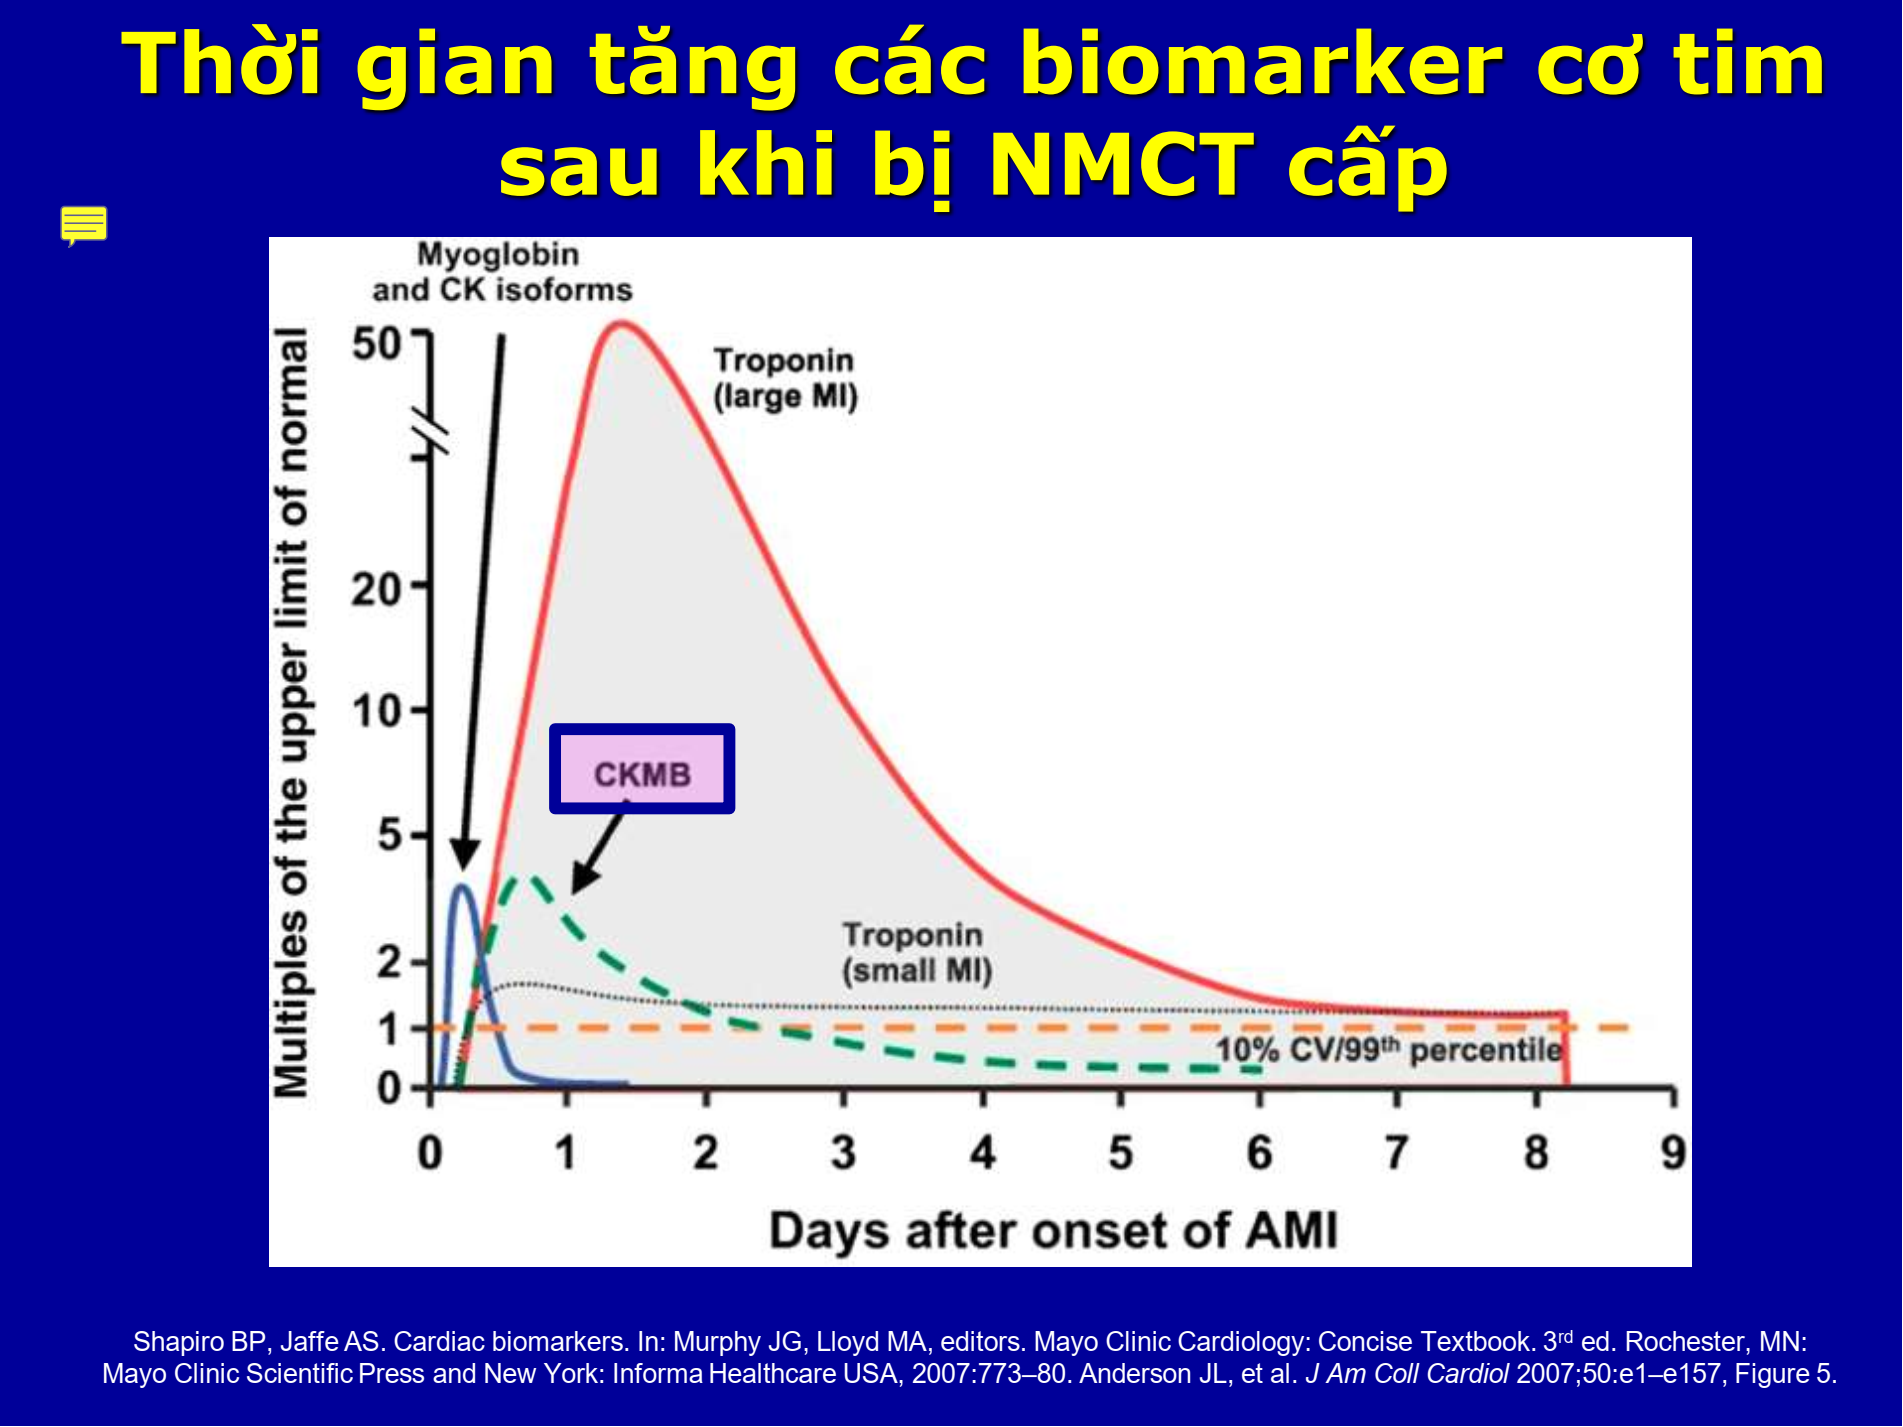 Thời gian tăng các biomarker cơ tim
sau khi bị NMCT cấp
Myoglobin
and CK isoforms
Multiples of the upper limit of normal
50
20
10
5
2
1
0
Troponin
(large MI)
CKMB
Troponin
(small MI)
10% CV/99th percentile
0 1 2 3 4 5 6 7 8 9
Days after onset of AMI
Shapiro BP, Jaffe AS. Cardiac biomarkers. In: Murphy JG, Lloyd MA, editors. Mayo Clinic Cardiology: Concise Textbook. 3rd ed. Rochester, MN:
Mayo Clinic Scientific Press and New York: Informa Healthcare USA, 2007:773–80. Anderson JL, et al. J Am Coll Cardiol 2007;50:e1–e157, Figure 5.